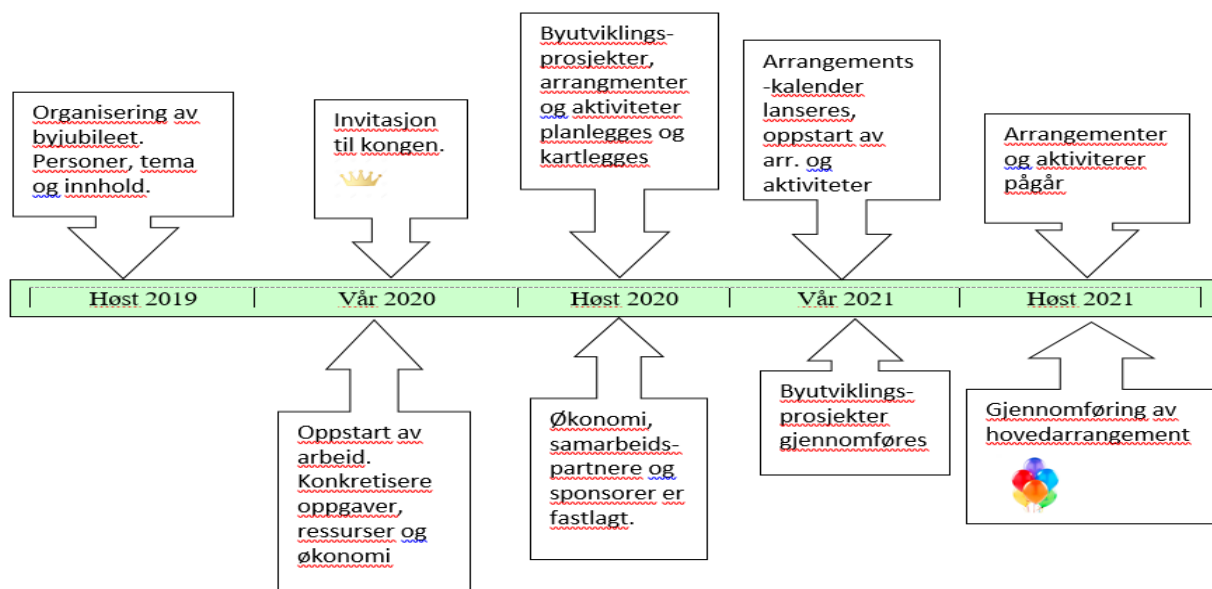 Organisering av
byjubileet.
Personer, tema
og innhold.
Invitasjon
til kongen.
Byutviklings-
prosjekter,
arrangmenter
og aktiviteter
planlegges og
kartlegges
Arrangements
-kalender
lanseres,
oppstart av
arr. og
aktiviteter
Arrangementer
og aktiviterer
pågår
Høst 2019
Vår 2020
Høst 2020
Vår 2021
Høst 2021
Oppstart av
arbeid.
Konkretisere
oppgaver,
ressurser og
økonomi
Økonomi,
samarbeids-
partnere og
sponsorer er
fastlagt.
Byutviklings-
prosjekter
gjennomføres
Gjennomføring av
hovedarrangement